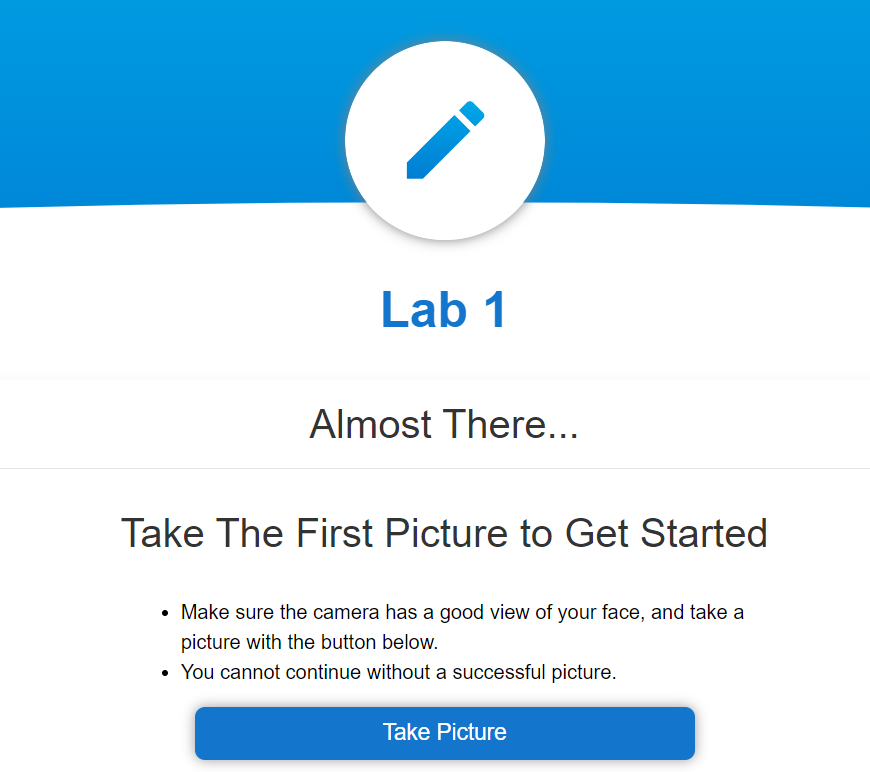 Lab 1
Almost There...
Take The First Picture to Get Started
Make sure the camera has a good view of your face, and take a
picture with the button below.
You cannot continue without a successful picture.
Take Picture